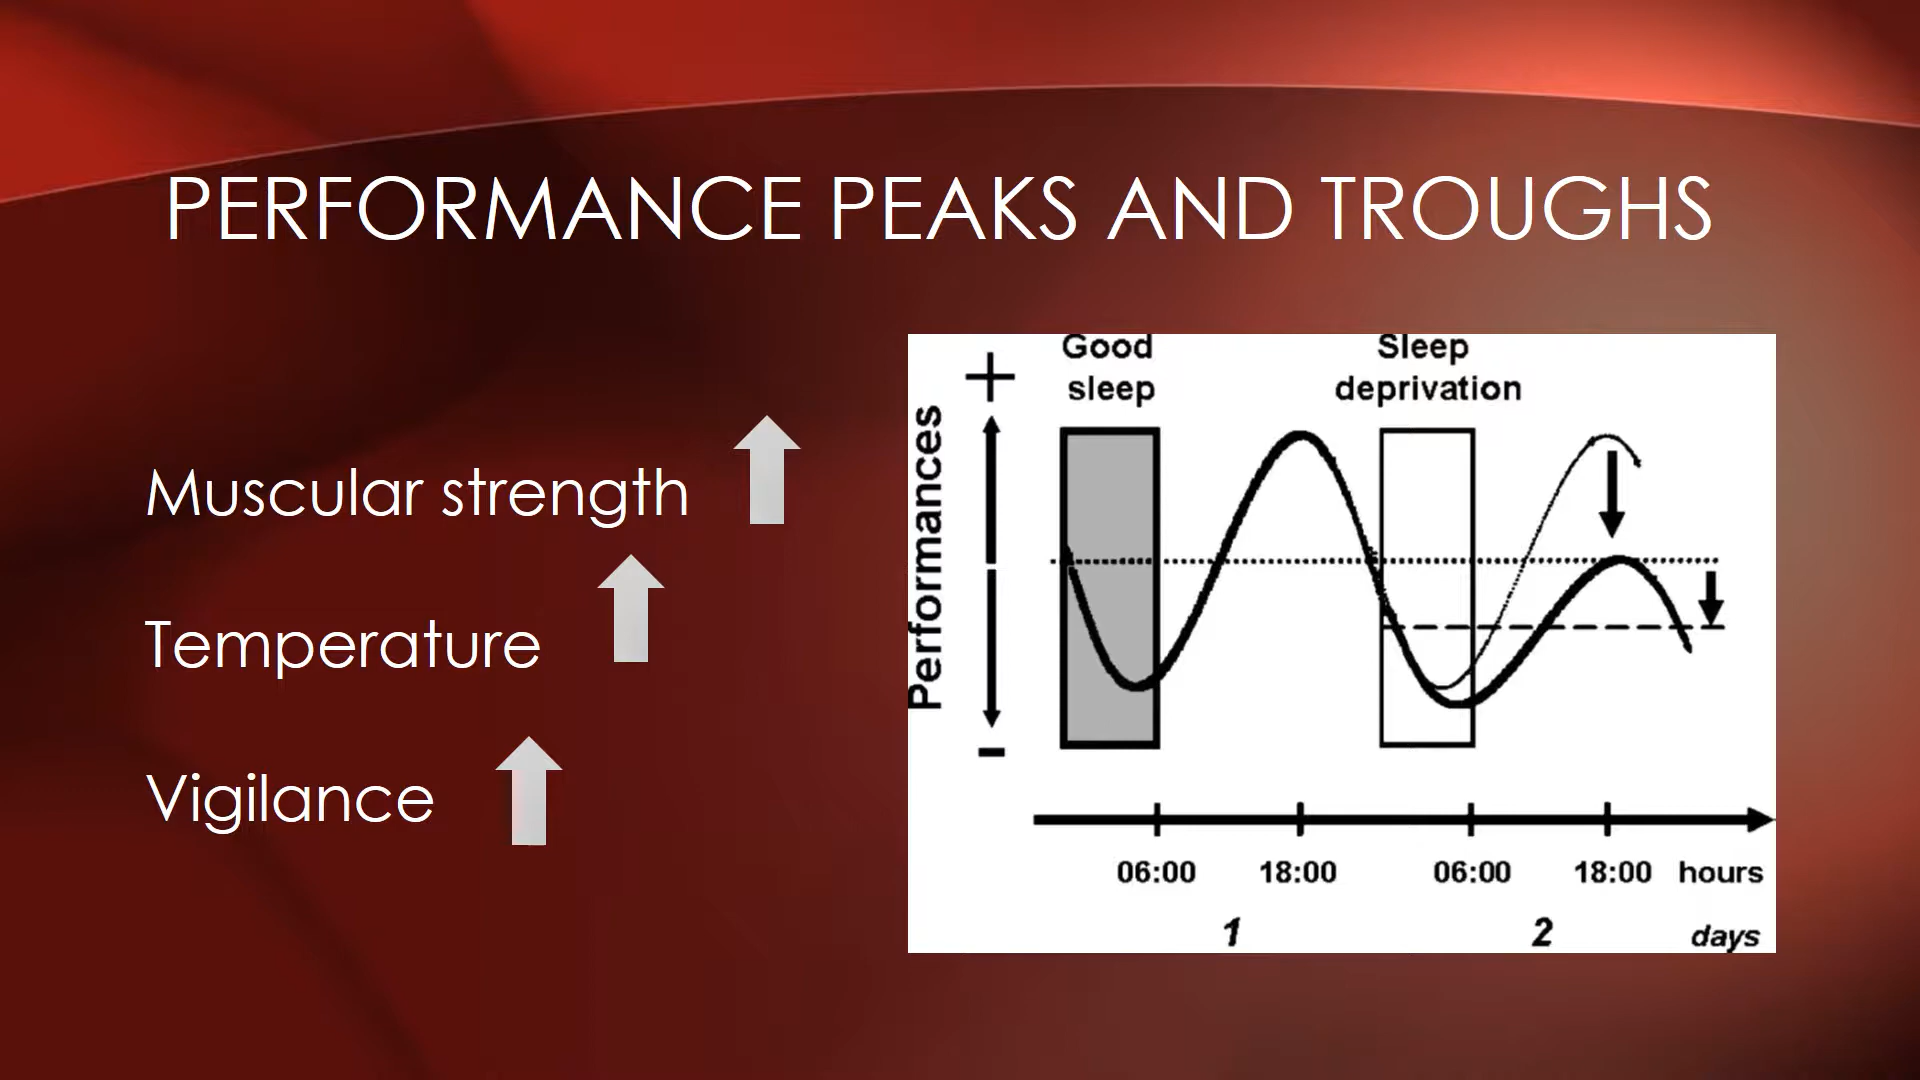 PERFORMANCE PEAKS AND TROUGHS
Muscular strength
Temperature
Vigilance
Good
sleep
Sleep
deprivation
+
Performances
-
06:00 18:00 06:00 18:00 hours
1 2 days